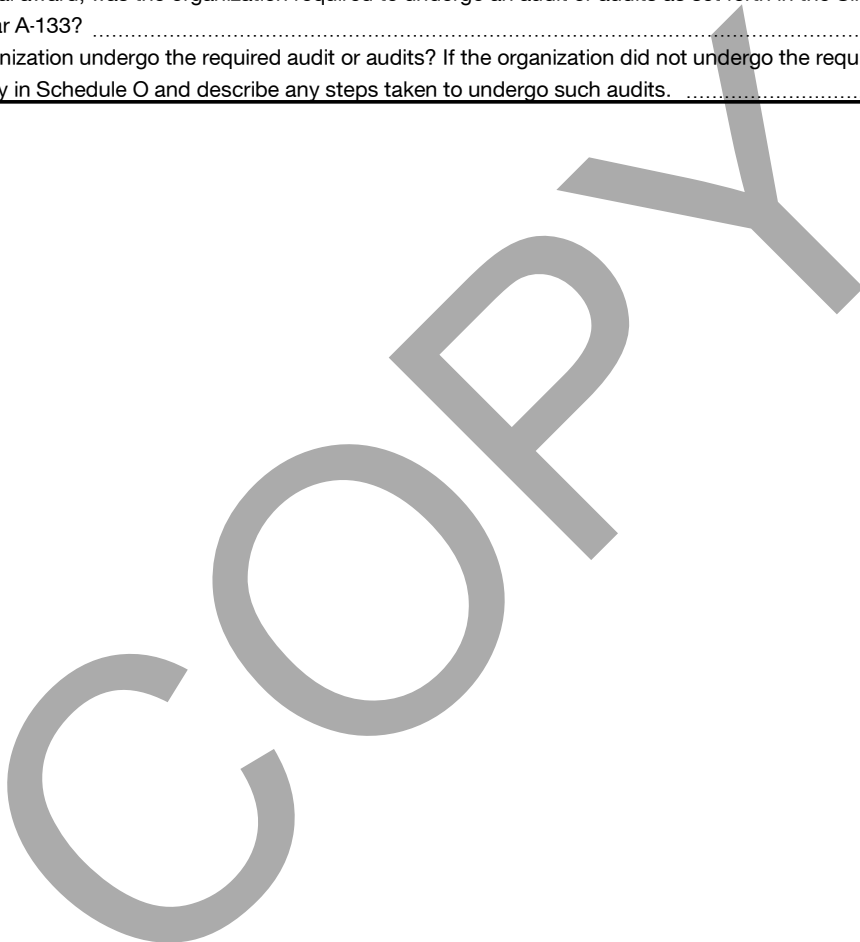 ar A-133?
nization undergo the required audit or audits? If the organization did not undergo the requ
y in Schedule O and describe any steps taken to undergo such audits.
COPY